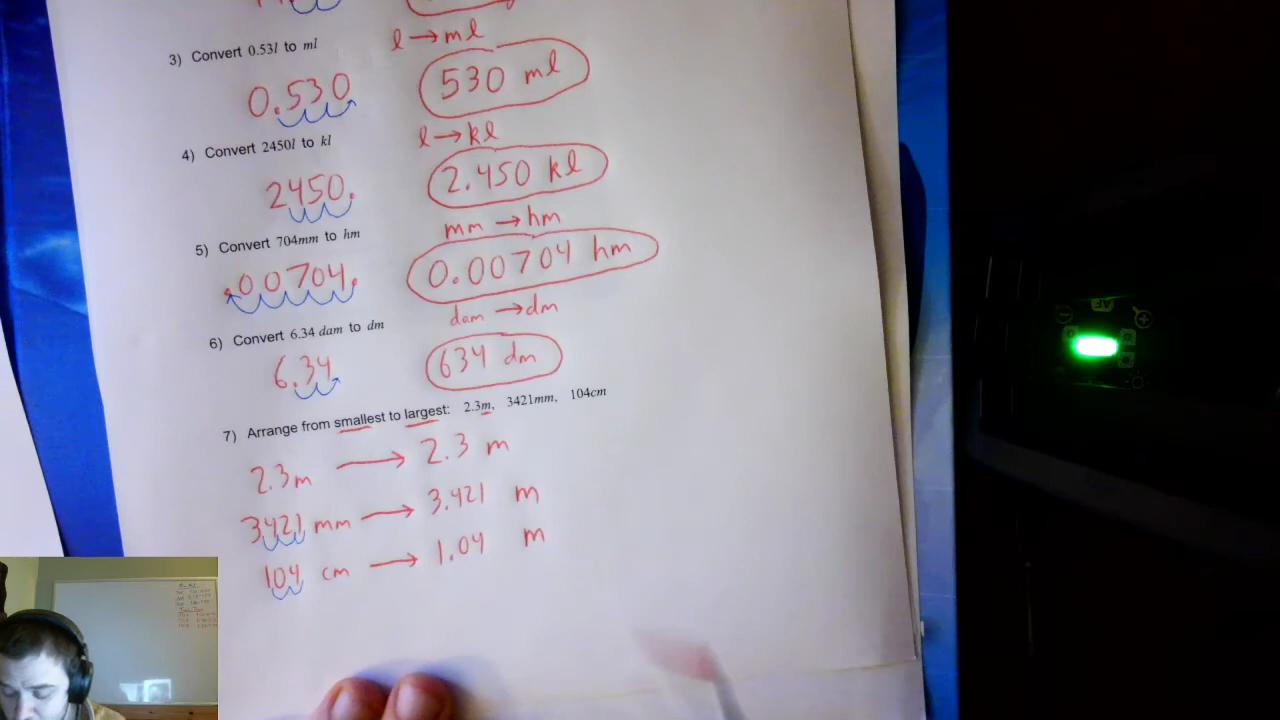 3) Convert 0.53l to ml
l → ml
0.530
530 ml
4) Convert 2450l to kl
l → kl
2450.
2.450 kl
5) Convert 704mm to hm
mm → hm
.00704.
0.00704 hm
6) Convert 6.34 dam to dm
dam → dm
6.34
634 dm
7) Arrange from smallest to largest: 2.3m, 3421mm, 104cm
2.3m → 2.3 m
3421 mm → 3.421 m
104 cm → 1.04 m
AF